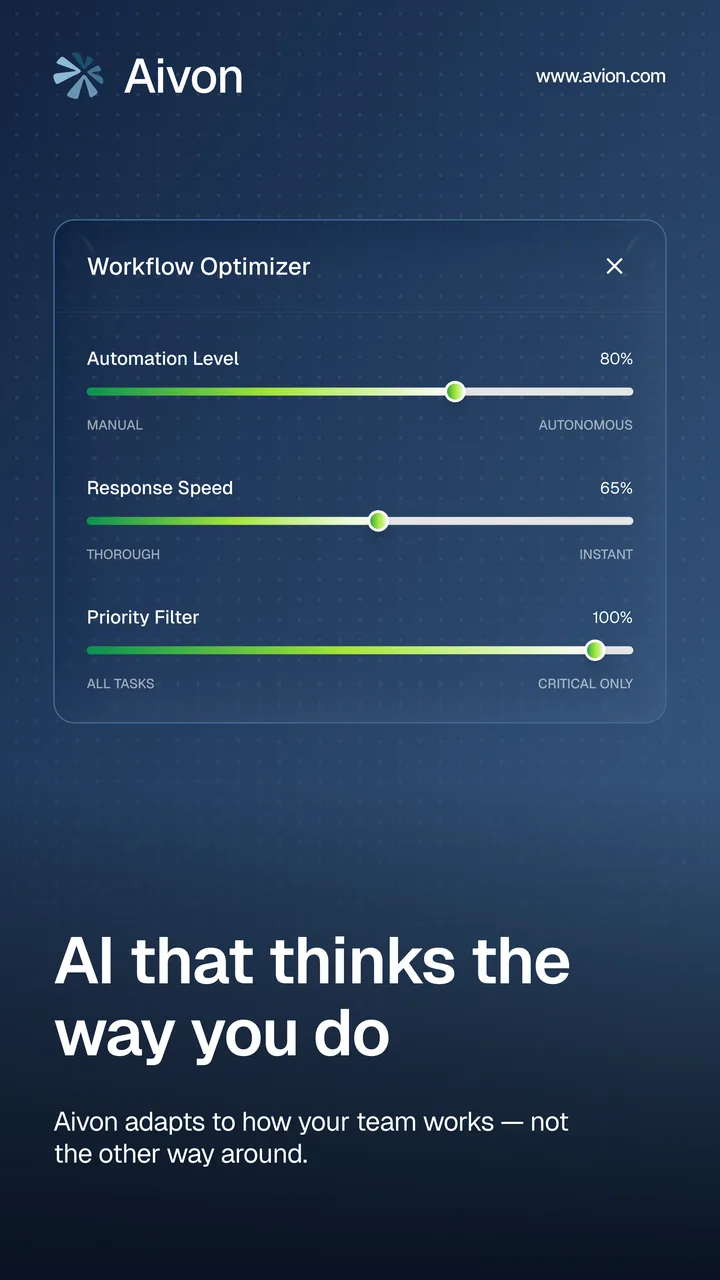 Aivon
www.avion.com
Workflow Optimizer
Automation Level
80%
MANUAL
AUTONOMOUS
Response Speed
65%
THOROUGH
INSTANT
Priority Filter
100%
ALL TASKS
CRITICAL ONLY
AI that thinks the
way you do
Aivon adapts to how your team works — not
the other way around.